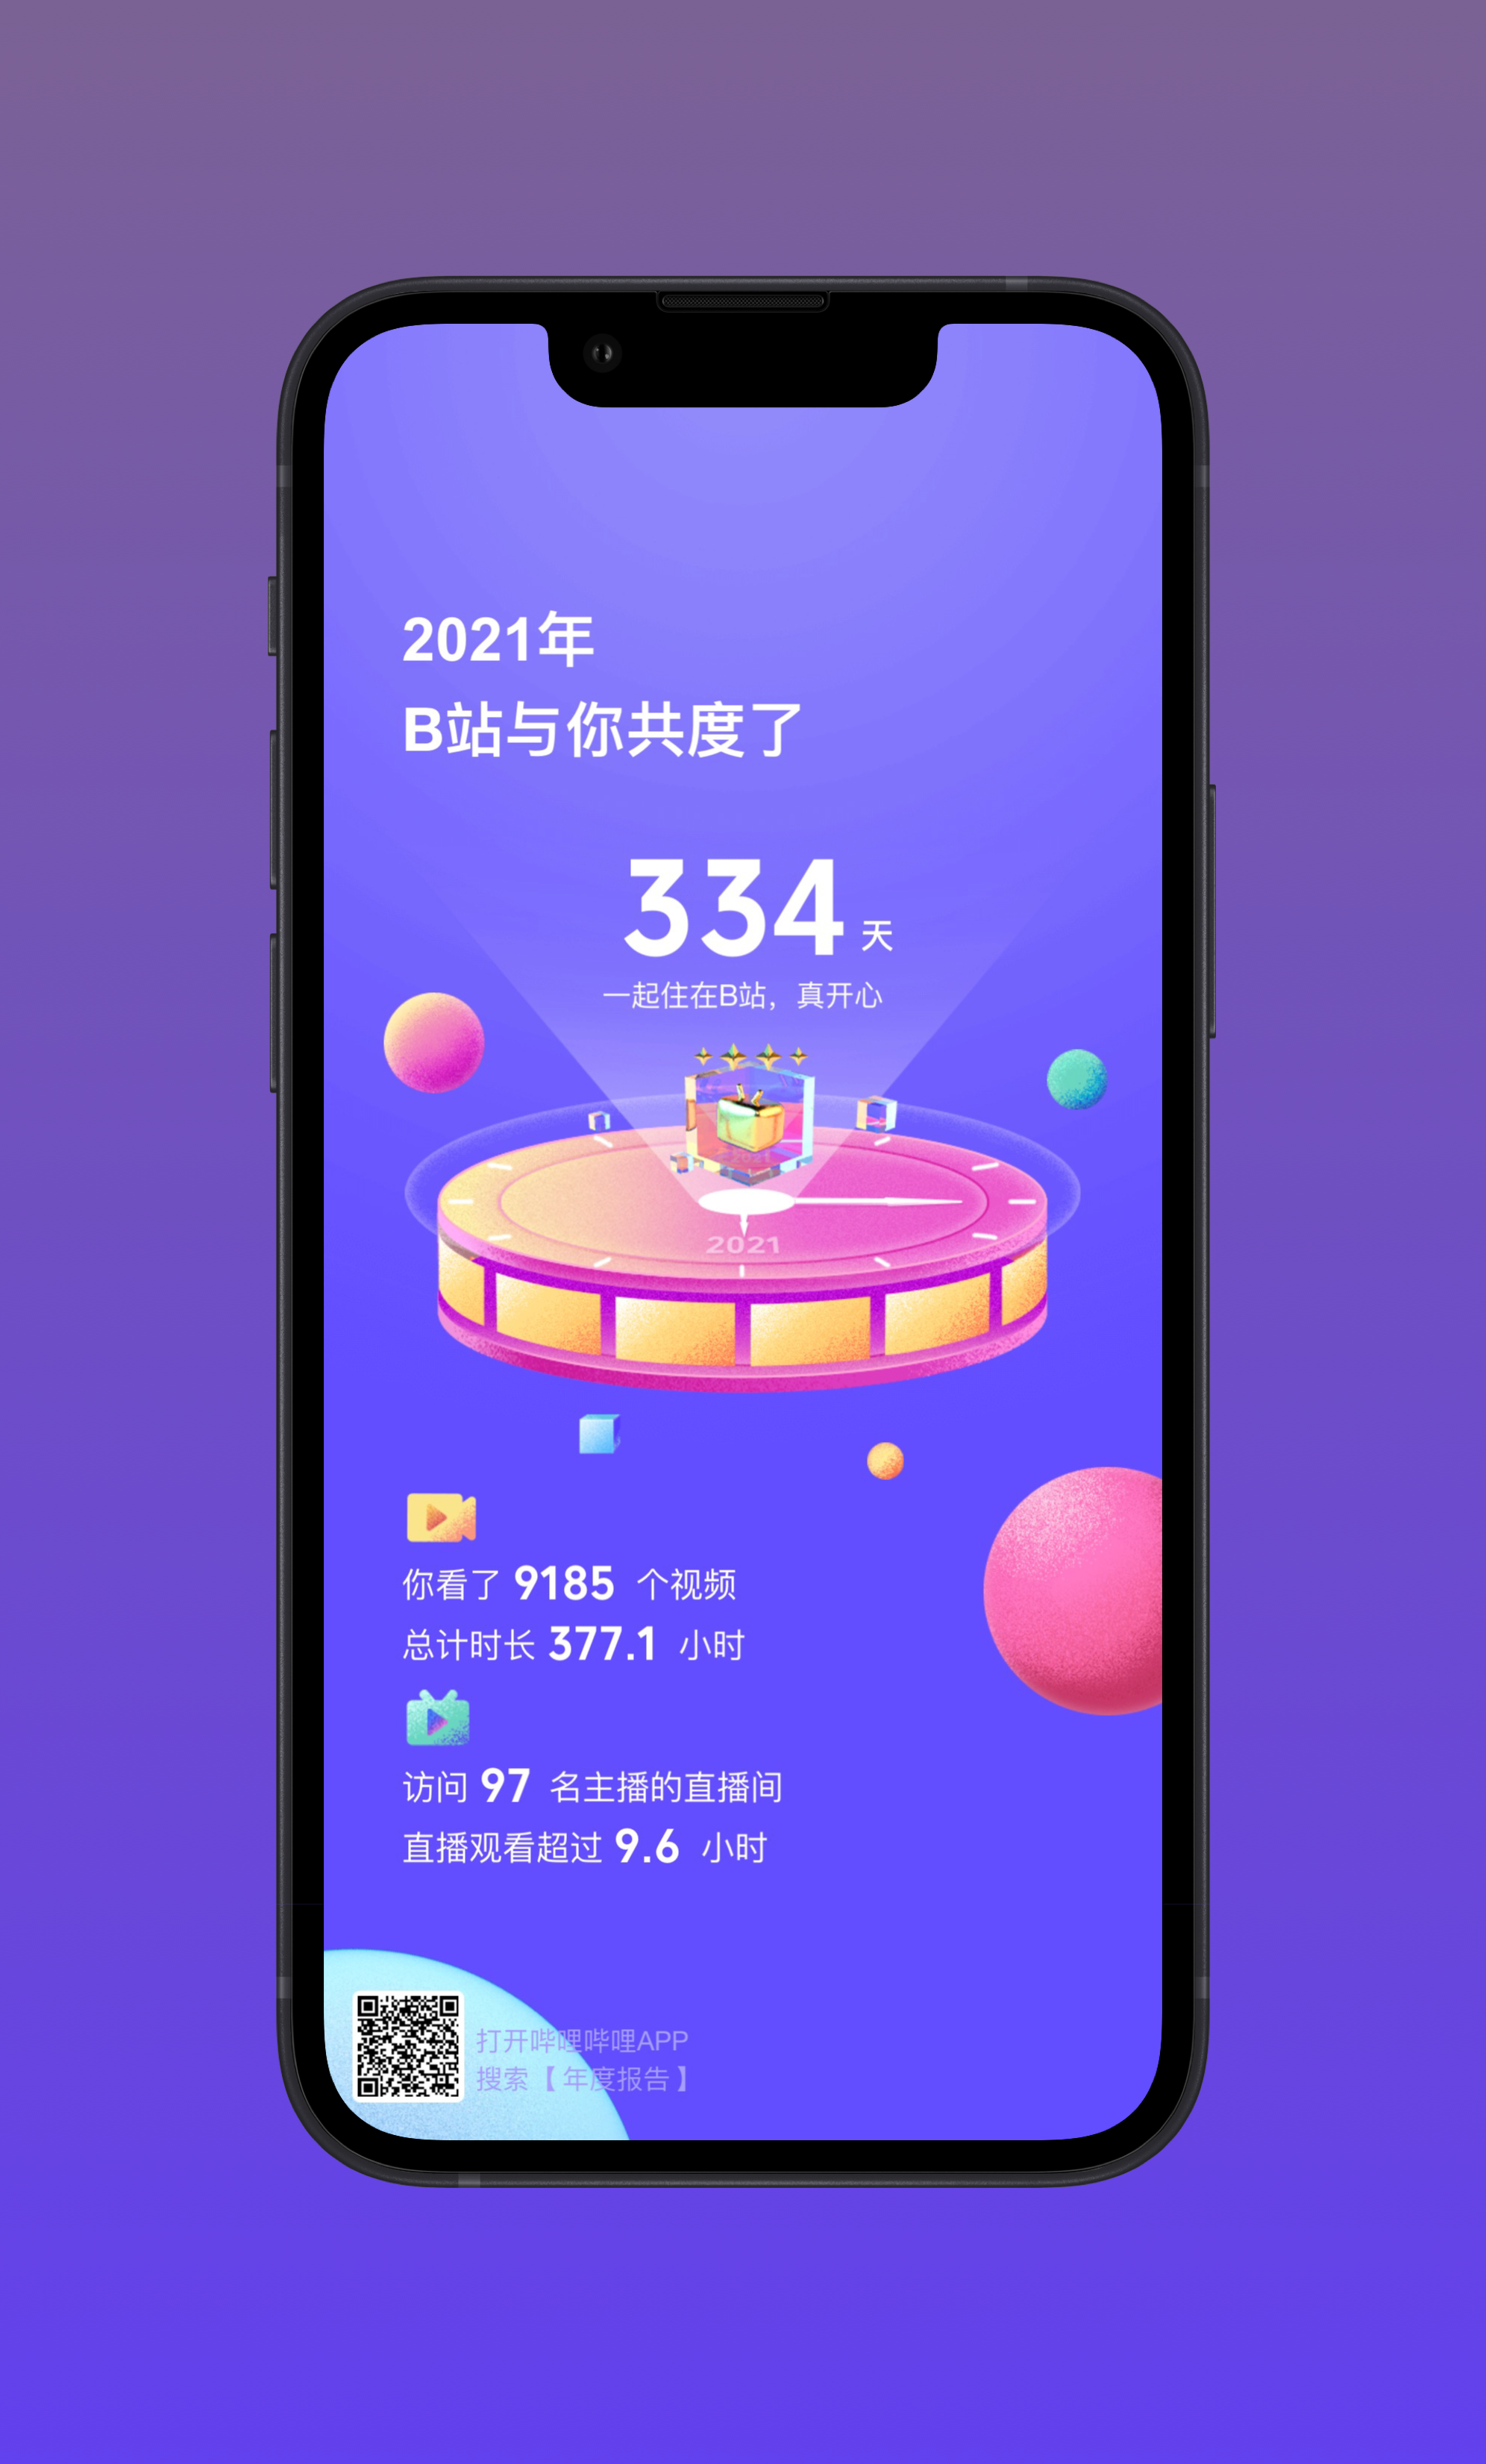 2021年
B站与你共度了
334 天
一起住在B站，真开心
2021
你看了 9185 个视频
总计时长 377.1 小时
访问 97 名主播的直播间
直播观看超过 9.6 小时
打开哔哩哔哩APP
搜索【 年度报告 】